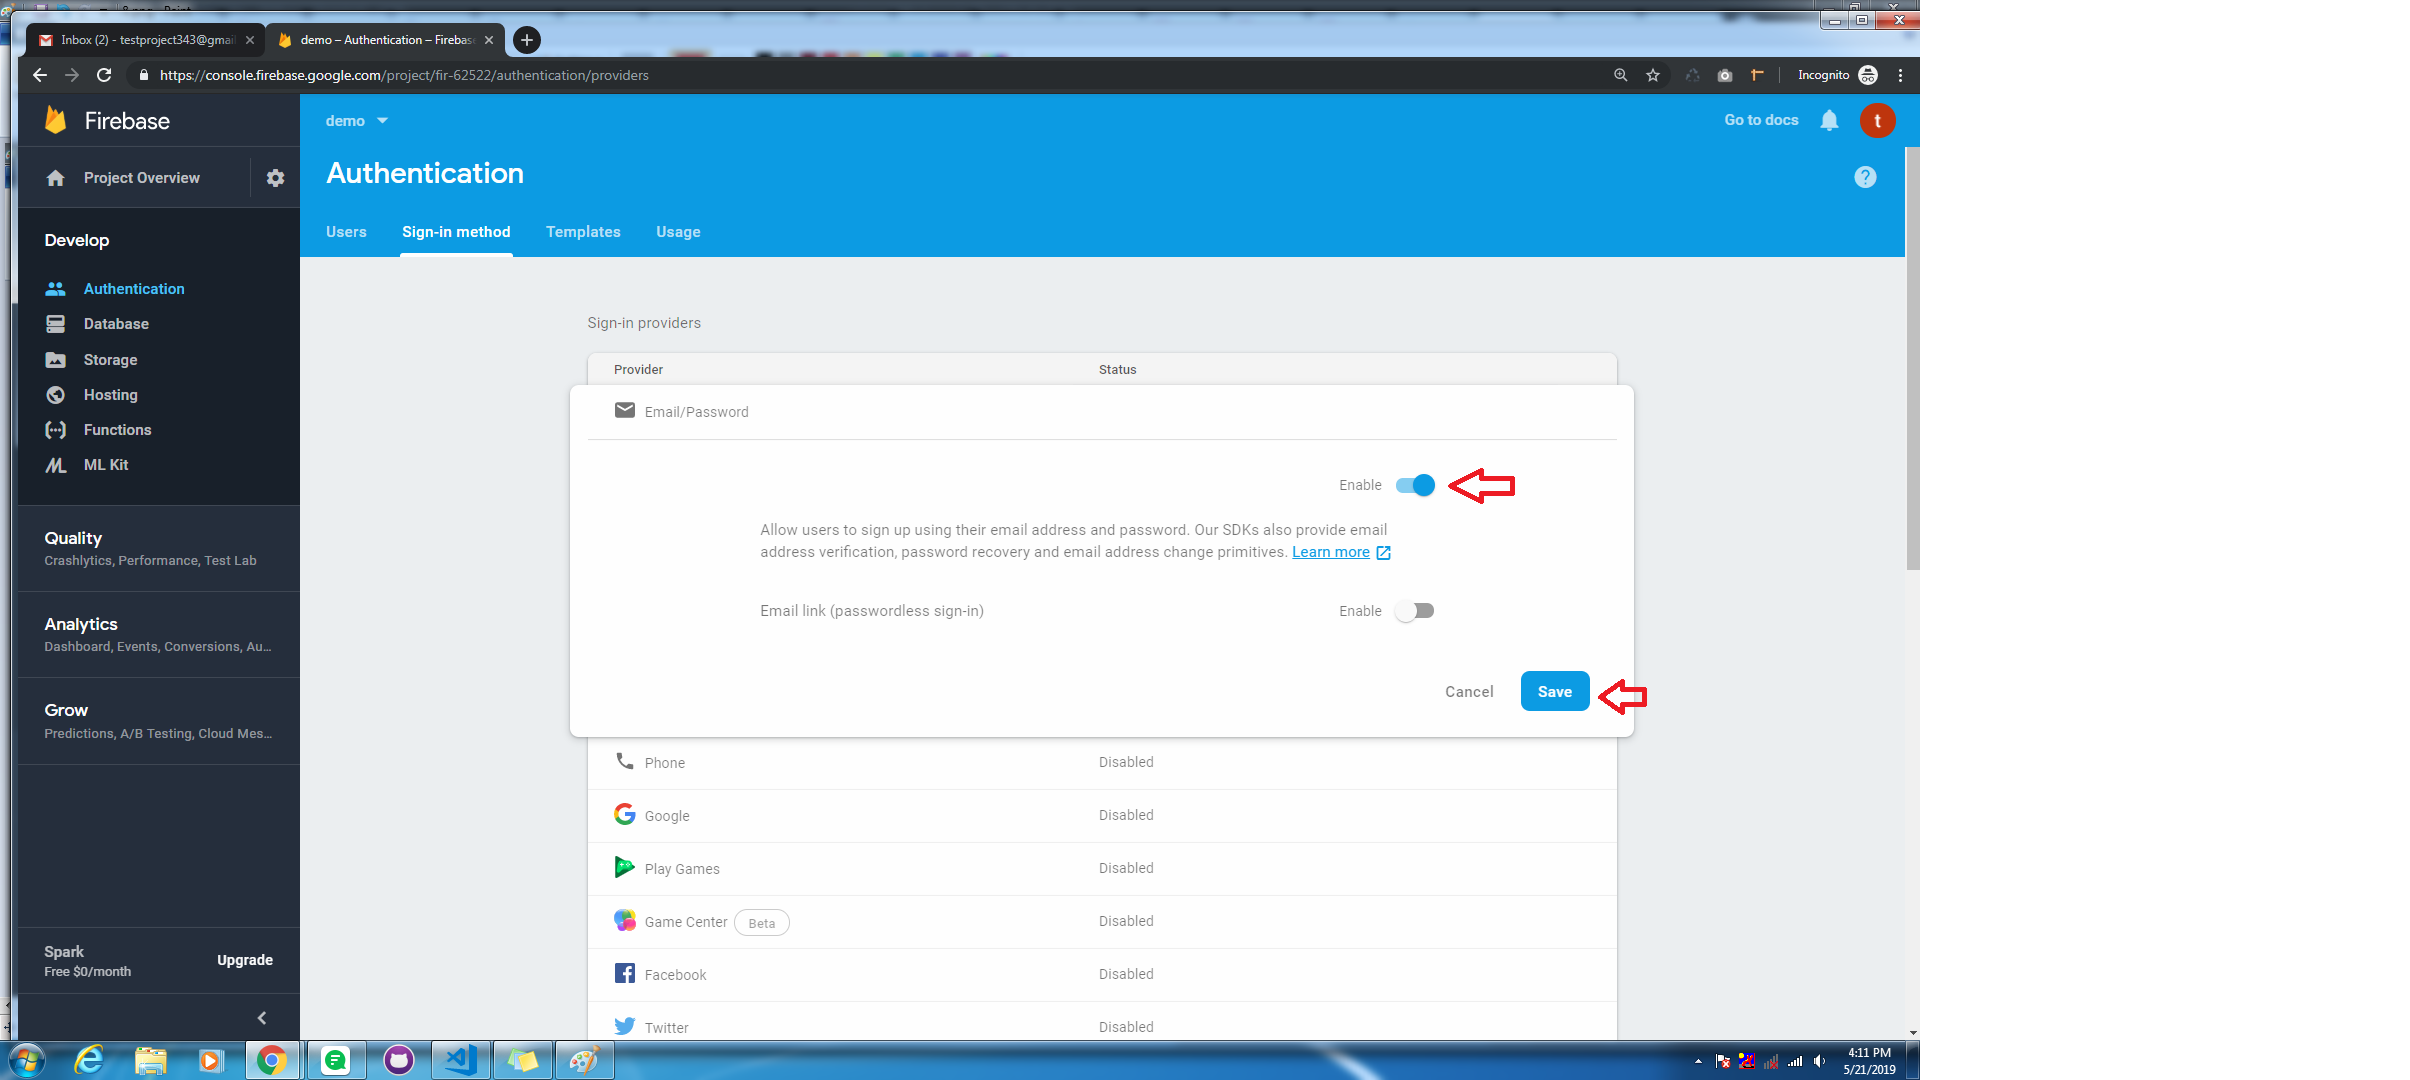 Inbox (2) - testproject343@gmai
demo – Authentication – Firebas
https://console.firebase.google.com/project/fir-62522/authentication/providers
Incognito
Firebase
demo
Go to docs
t
Project Overview
Authentication
?
Users
Sign-in method
Templates
Usage
Develop
Authentication
Database
Storage
Hosting
Functions
ML Kit
Quality
Crashlytics, Performance, Test Lab
Analytics
Dashboard, Events, Conversions, Au...
Grow
Predictions, A/B Testing, Cloud Mes...
Spark
Free $0/month
Upgrade
Sign-in providers
Provider Status
Email/Password
Enable
Allow users to sign up using their email address and password. Our SDKs also provide email
address verification, password recovery and email address change primitives. Learn more
Email link (passwordless sign-in) Enable
Cancel Save
Phone Disabled
Google Disabled
Play Games Disabled
Game Center Beta Disabled
Facebook Disabled
Twitter Disabled
4:11 PM
5/21/2019